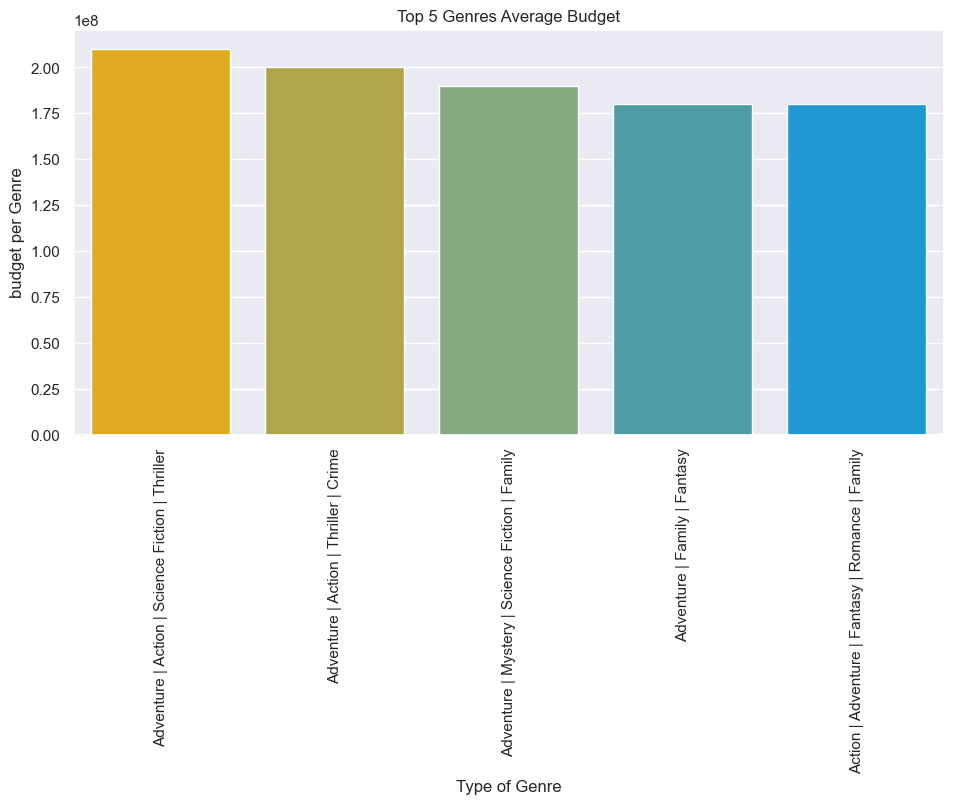 Top 5 Genres Average Budget
1e8
2.00
1.75
1.50
1.25
1.00
0.75
0.50
0.25
0.00
budget per Genre
Adventure | Action | Science Fiction | Thriller
Adventure | Action | Thriller | Crime
Adventure | Mystery | Science Fiction | Family
Adventure | Family | Fantasy
Action | Adventure | Fantasy | Romance | Family
Type of Genre